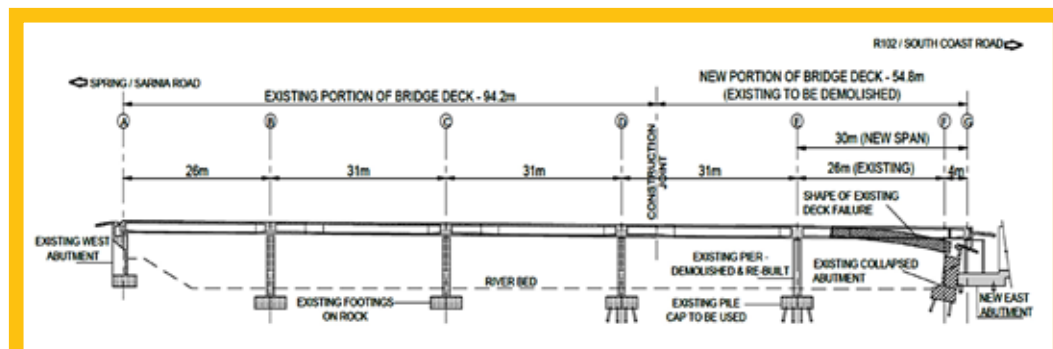 R102 / SOUTH COAST ROAD
SPRING / SARNIA ROAD
NEW PORTION OF BRIDGE DECK - 54.8m
(EXISTING TO BE DEMOLISHED)
EXISTING PORTION OF BRIDGE DECK - 94.2m
A
B
C
D
E
F
G
30m (NEW SPAN)
26m
31m
31m
CONSTRUCTION
JOINT
31m
26m (EXISTING)
4m
SHAPE OF EXISTING
DECK FAILURE
EXISTING WEST
ABUTMENT
EXISTING PIER -
DEMOLISHED & RE-BUILT
EXISTING COLLAPSED
ABUTMENT
RIVER BED
EXISTING FOOTINGS
ON ROCK
EXISTING PILE
CAP TO BE USED
NEW EAST
ABUTMENT